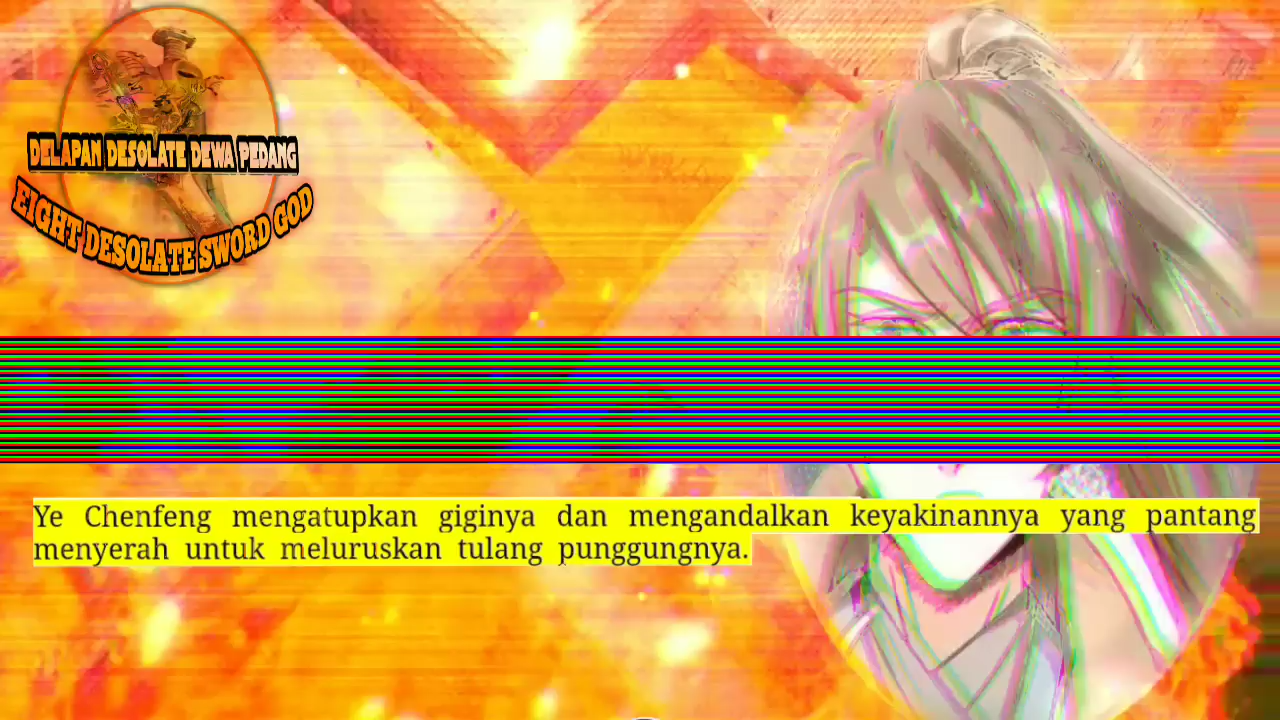 DELAPAN DESOLATE DEWA PEDANG
EIGHT DESOLATE SWORD GOD
Ye Chenfeng mengatupkan giginya dan mengandalkan keyakinannya yang pantang
menyerah untuk meluruskan tulang punggungnya.